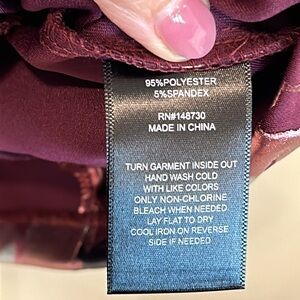 95%POLYESTER
5%SPANDEX
RN#148730
MADE IN CHINA
TURN GARMENT INSIDE OUT
HAND WASH COLD
WITH LIKE COLORS
ONLY NON-CHLORINE
BLEACH WHEN NEEDED
LAY FLAT TO DRY
COOL IRON ON REVERSE
SIDE IF NEEDED